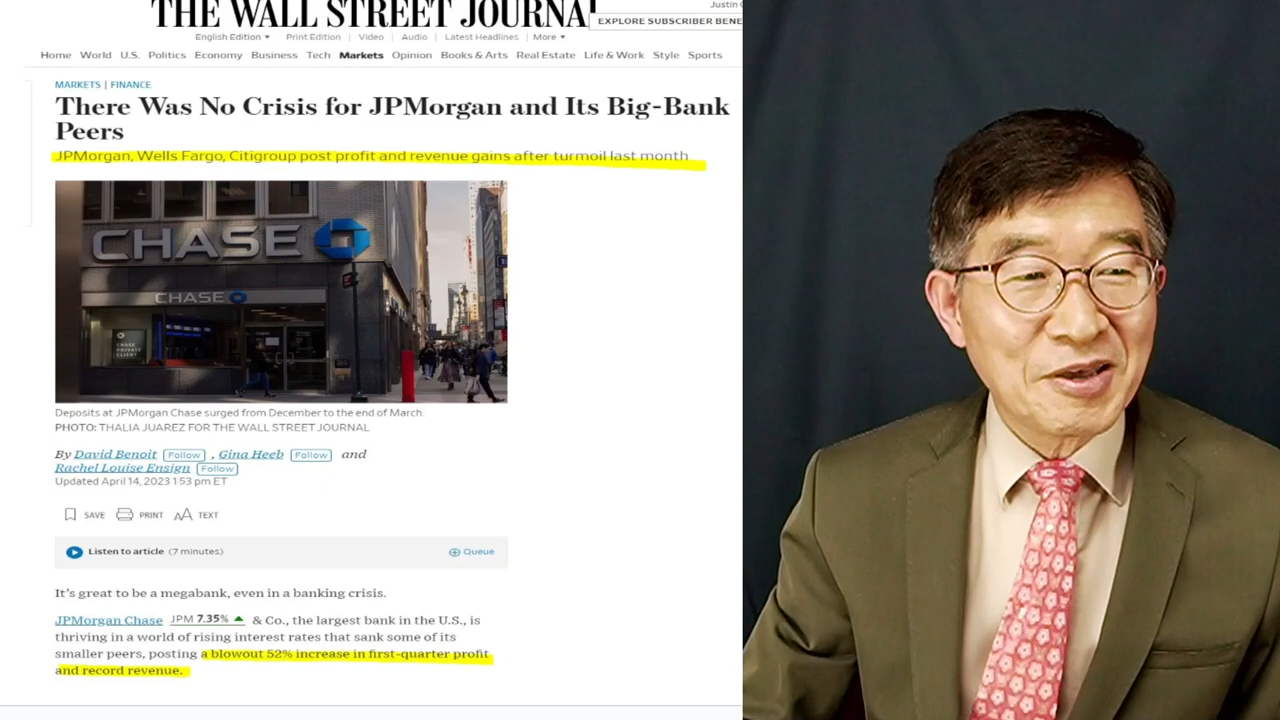 THE WALL STREET JOURNAL
Justin
EXPLORE SUBSCRIBER BENE
English Edition ▾ Print Edition | Video | Audio | Latest Headlines | More ▾
Home World U.S. Politics Economy Business Tech Markets Opinion Books & Arts Real Estate Life & Work Style Sports
MARKETS | FINANCE
There Was No Crisis for JPMorgan and Its Big-Bank
Peers
JPMorgan, Wells Fargo, Citigroup post profit and revenue gains after turmoil last month
CHASE
CHASE
CHASE
PRIVATE
CLIENT
Deposits at JPMorgan Chase surged from December to the end of March.
PHOTO: THALIA JUAREZ FOR THE WALL STREET JOURNAL
By David Benoit Follow , Gina Heeb Follow and
Rachel Louise Ensign Follow
Updated April 14, 2023 1:53 pm ET
SAVE PRINT AA TEXT
Listen to article (7 minutes) Queue
It's great to be a megabank, even in a banking crisis.
JPMorgan Chase JPM 7.35% ▲ & Co., the largest bank in the U.S., is
thriving in a world of rising interest rates that sank some of its
smaller peers, posting a blowout 52% increase in first-quarter profit
and record revenue.